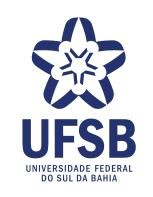 UFSB
UNIVERSIDADE FEDERAL
DO SUL DA BAHIA